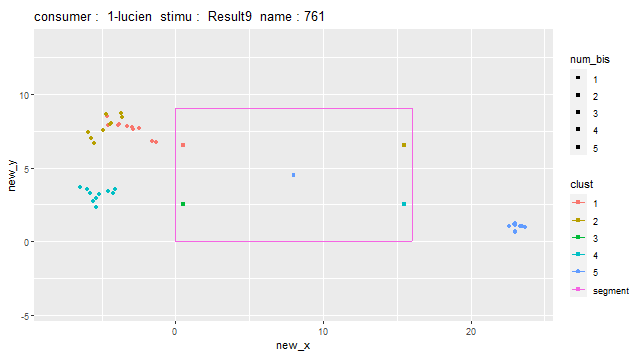 consumer : 1-lucien stimu : Result9 name : 761
new_y
10
5
0
-5
0
10
20
new_x
num_bis
1
2
3
4
5
clust
1
2
3
4
5
segment